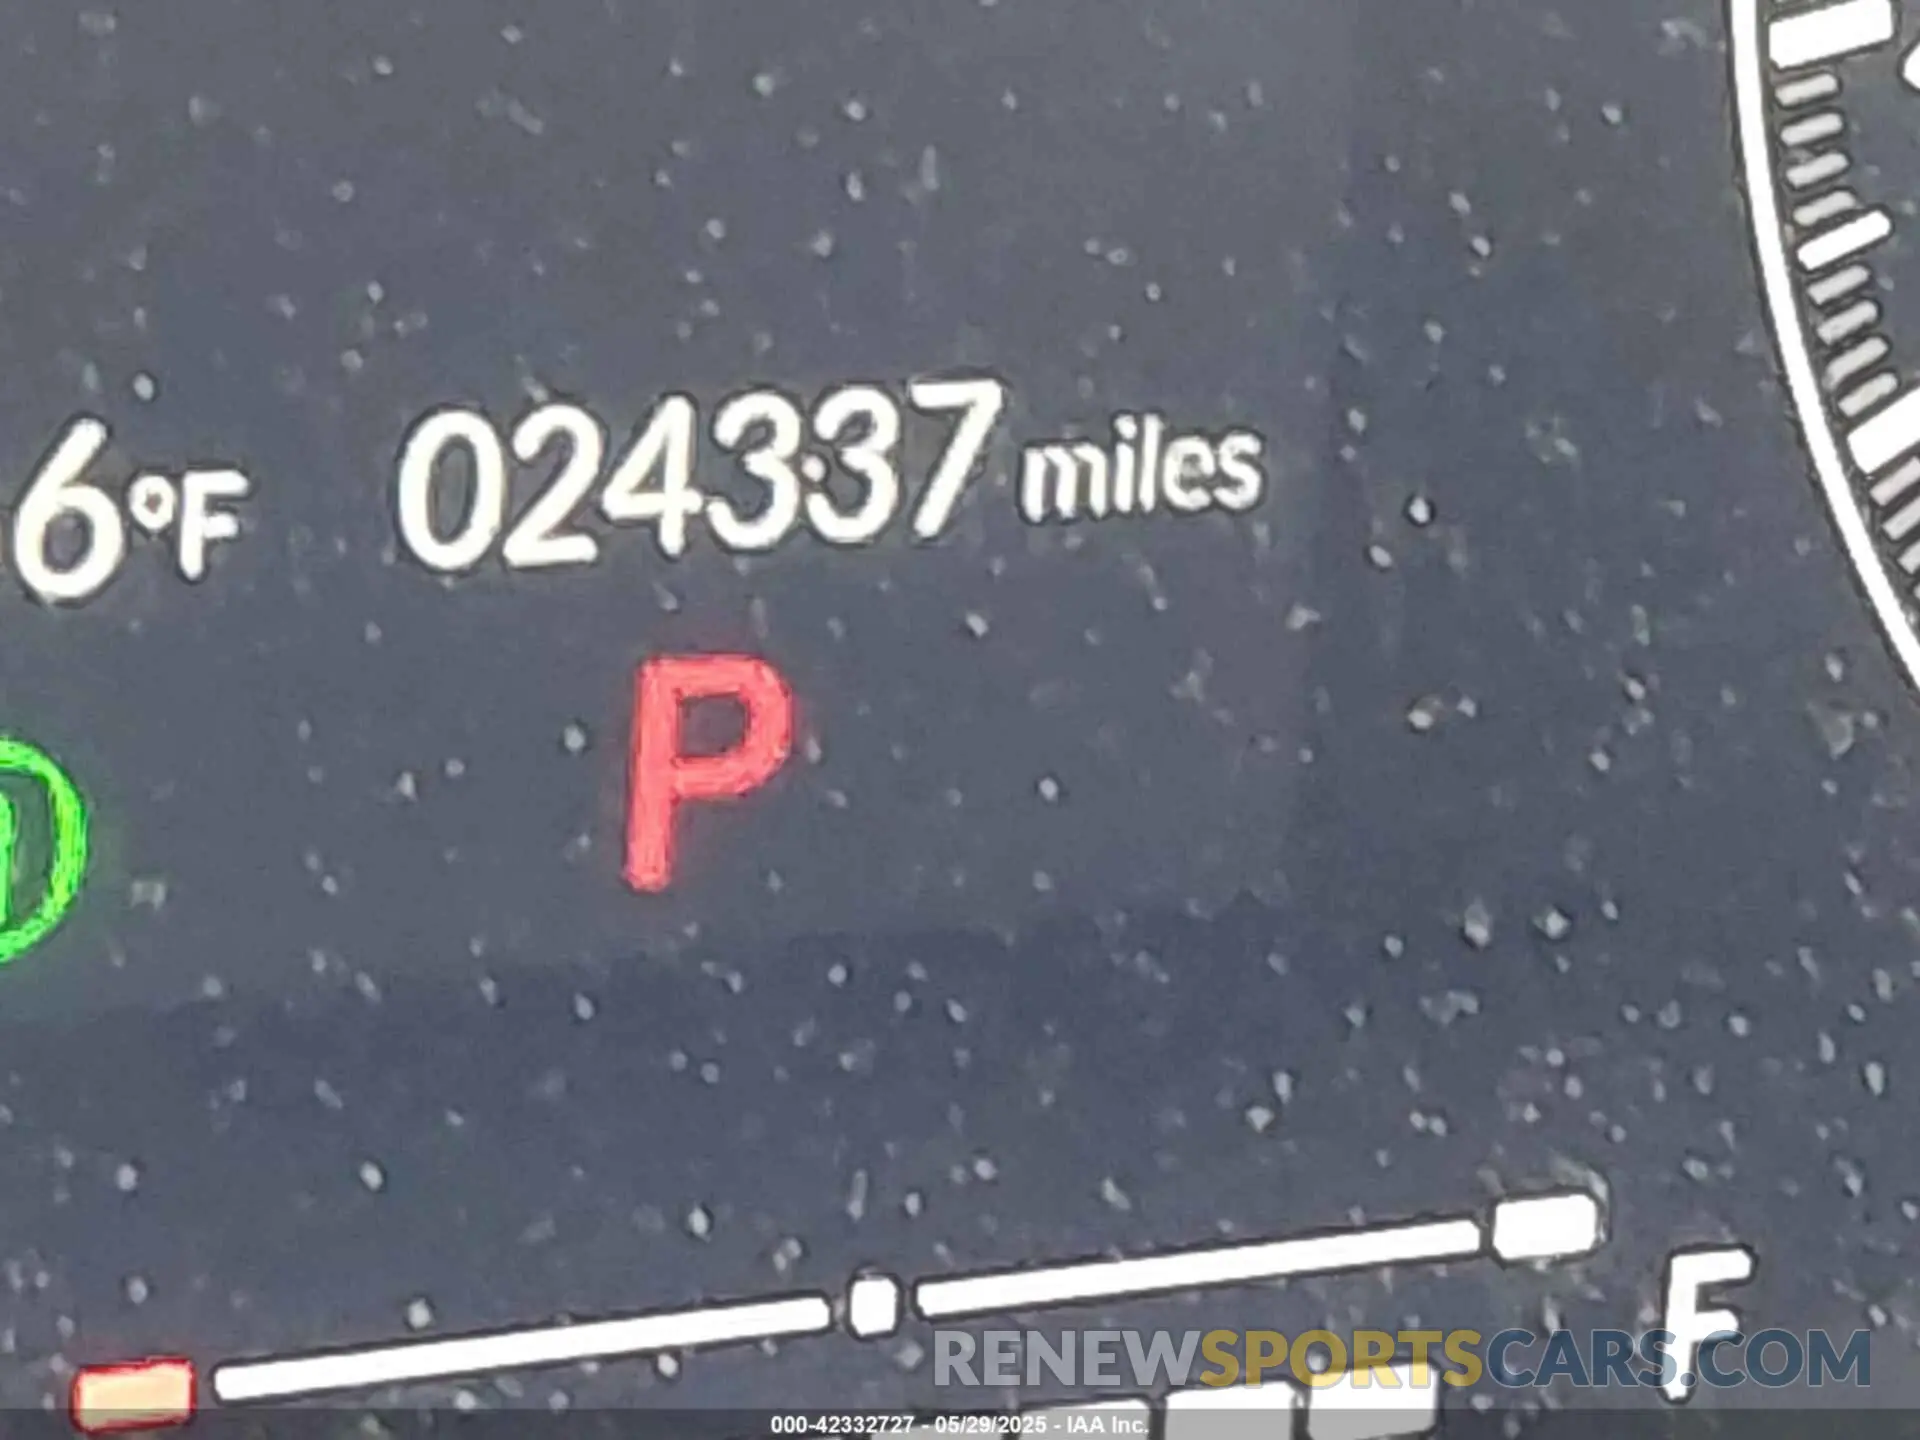 6°F 024337 miles
P
F
RENEWSPORTSCARS.COM
000-42332727 - 05/29/2025 - IAA Inc.